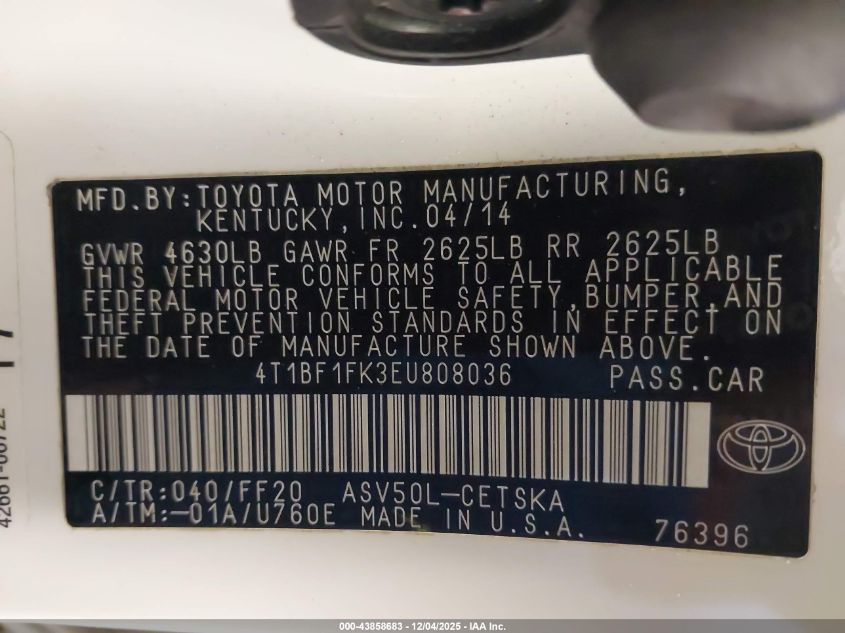 MFD.BY:TOYOTA MOTOR MANUFACTURING,
KENTUCKY,INC.04/14
GVWR 4630LB GAWR FR 2625LB RR 2625LB
THIS VEHICLE CONFORMS TO ALL APPLICABLE
FEDERAL MOTOR VEHICLE SAFETY,BUMPER,AND
THEFT PREVENTION STANDARDS IN EFFECT ON
THE DATE OF MANUFACTURE SHOWN ABOVE.
4T1BF1FK3EU808036 PASS.CAR
C/TR:040/FF20 ASV50L-CETSKA
A/TM:-01A/U760E MADE IN U.S.A. 76396
000-43858683 - 12/04/2025 - IAA Inc.